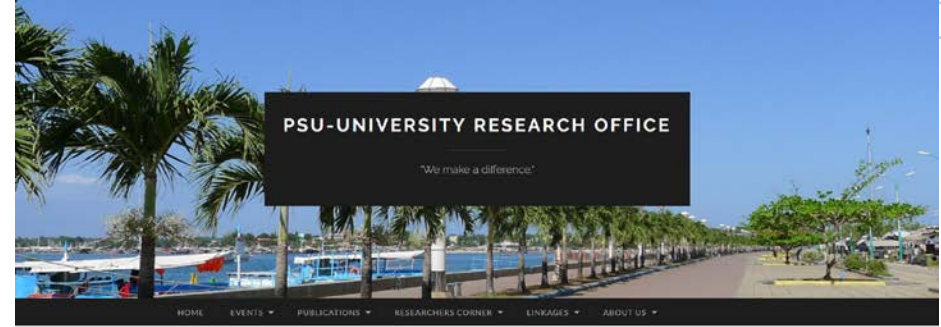 PSU-UNIVERSITY RESEARCH OFFICE
"We make a difference."
HOME EVENTS PUBLICATIONS RESEARCHERS CORNER LINKAGES ABOUT US